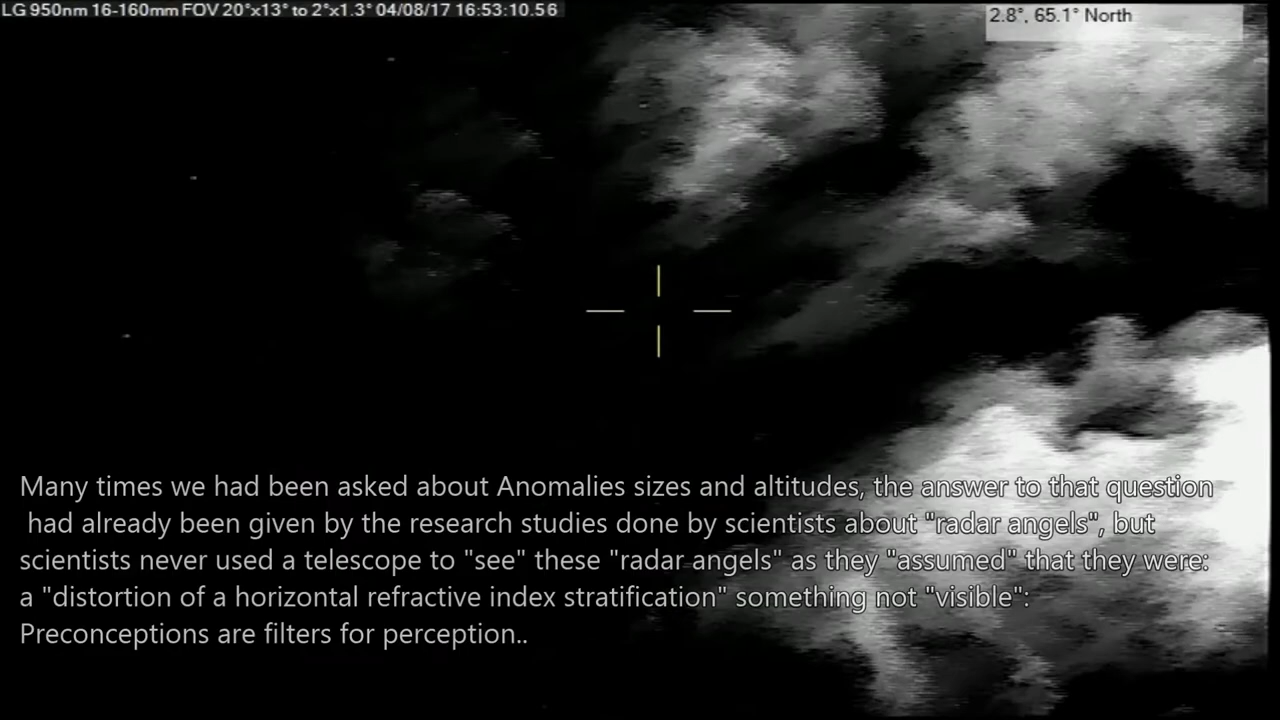 LG 950nm 16-160mm FOV 20°x13° to 2°x1.3° 04/08/17 16:53:10.56
2.8°, 65.1° North
Many times we had been asked about Anomalies sizes and altitudes, the answer to that question
had already been given by the research studies done by scientists about "radar angels", but
scientists never used a telescope to "see" these "radar angels" as they "assumed" that they were:
a "distortion of a horizontal refractive index stratification" something not "visible":
Preconceptions are filters for perception..